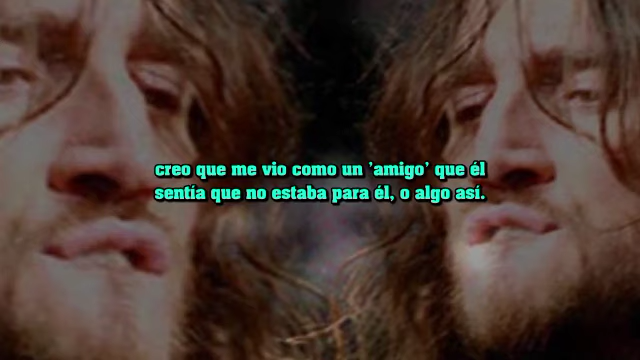 creo que me vio como un 'amigo' que él
sentía que no estaba para él, o algo así.